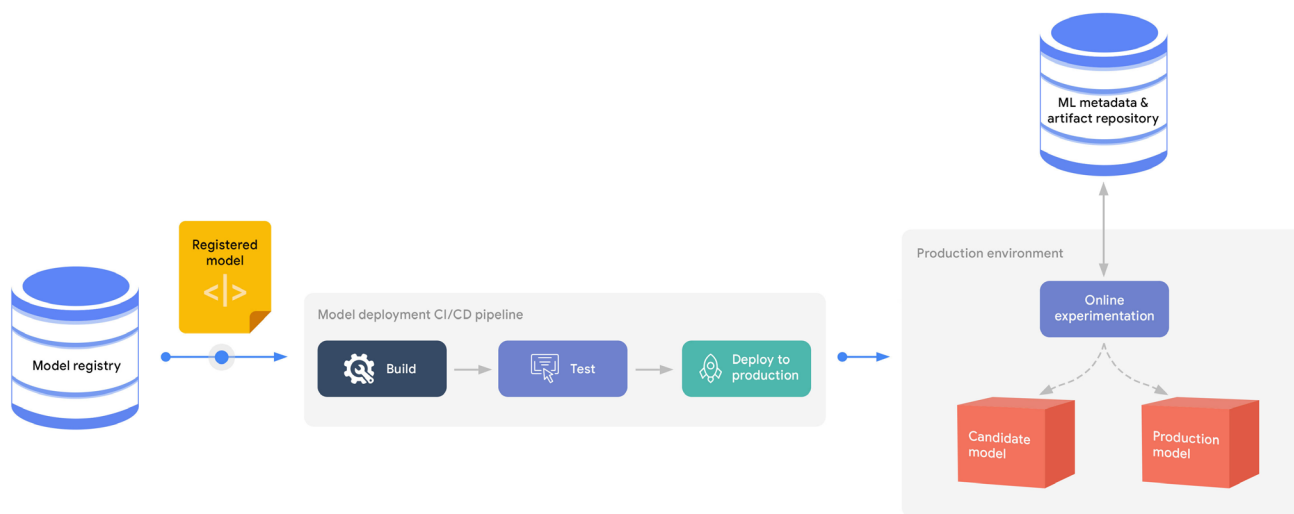 ML metadata &
artifact repository
Registered
model
</>
Model registry
Model deployment CI/CD pipeline
Build
Test
Deploy to
production
Production environment
Online
experimentation
Candidate
model
Production
model